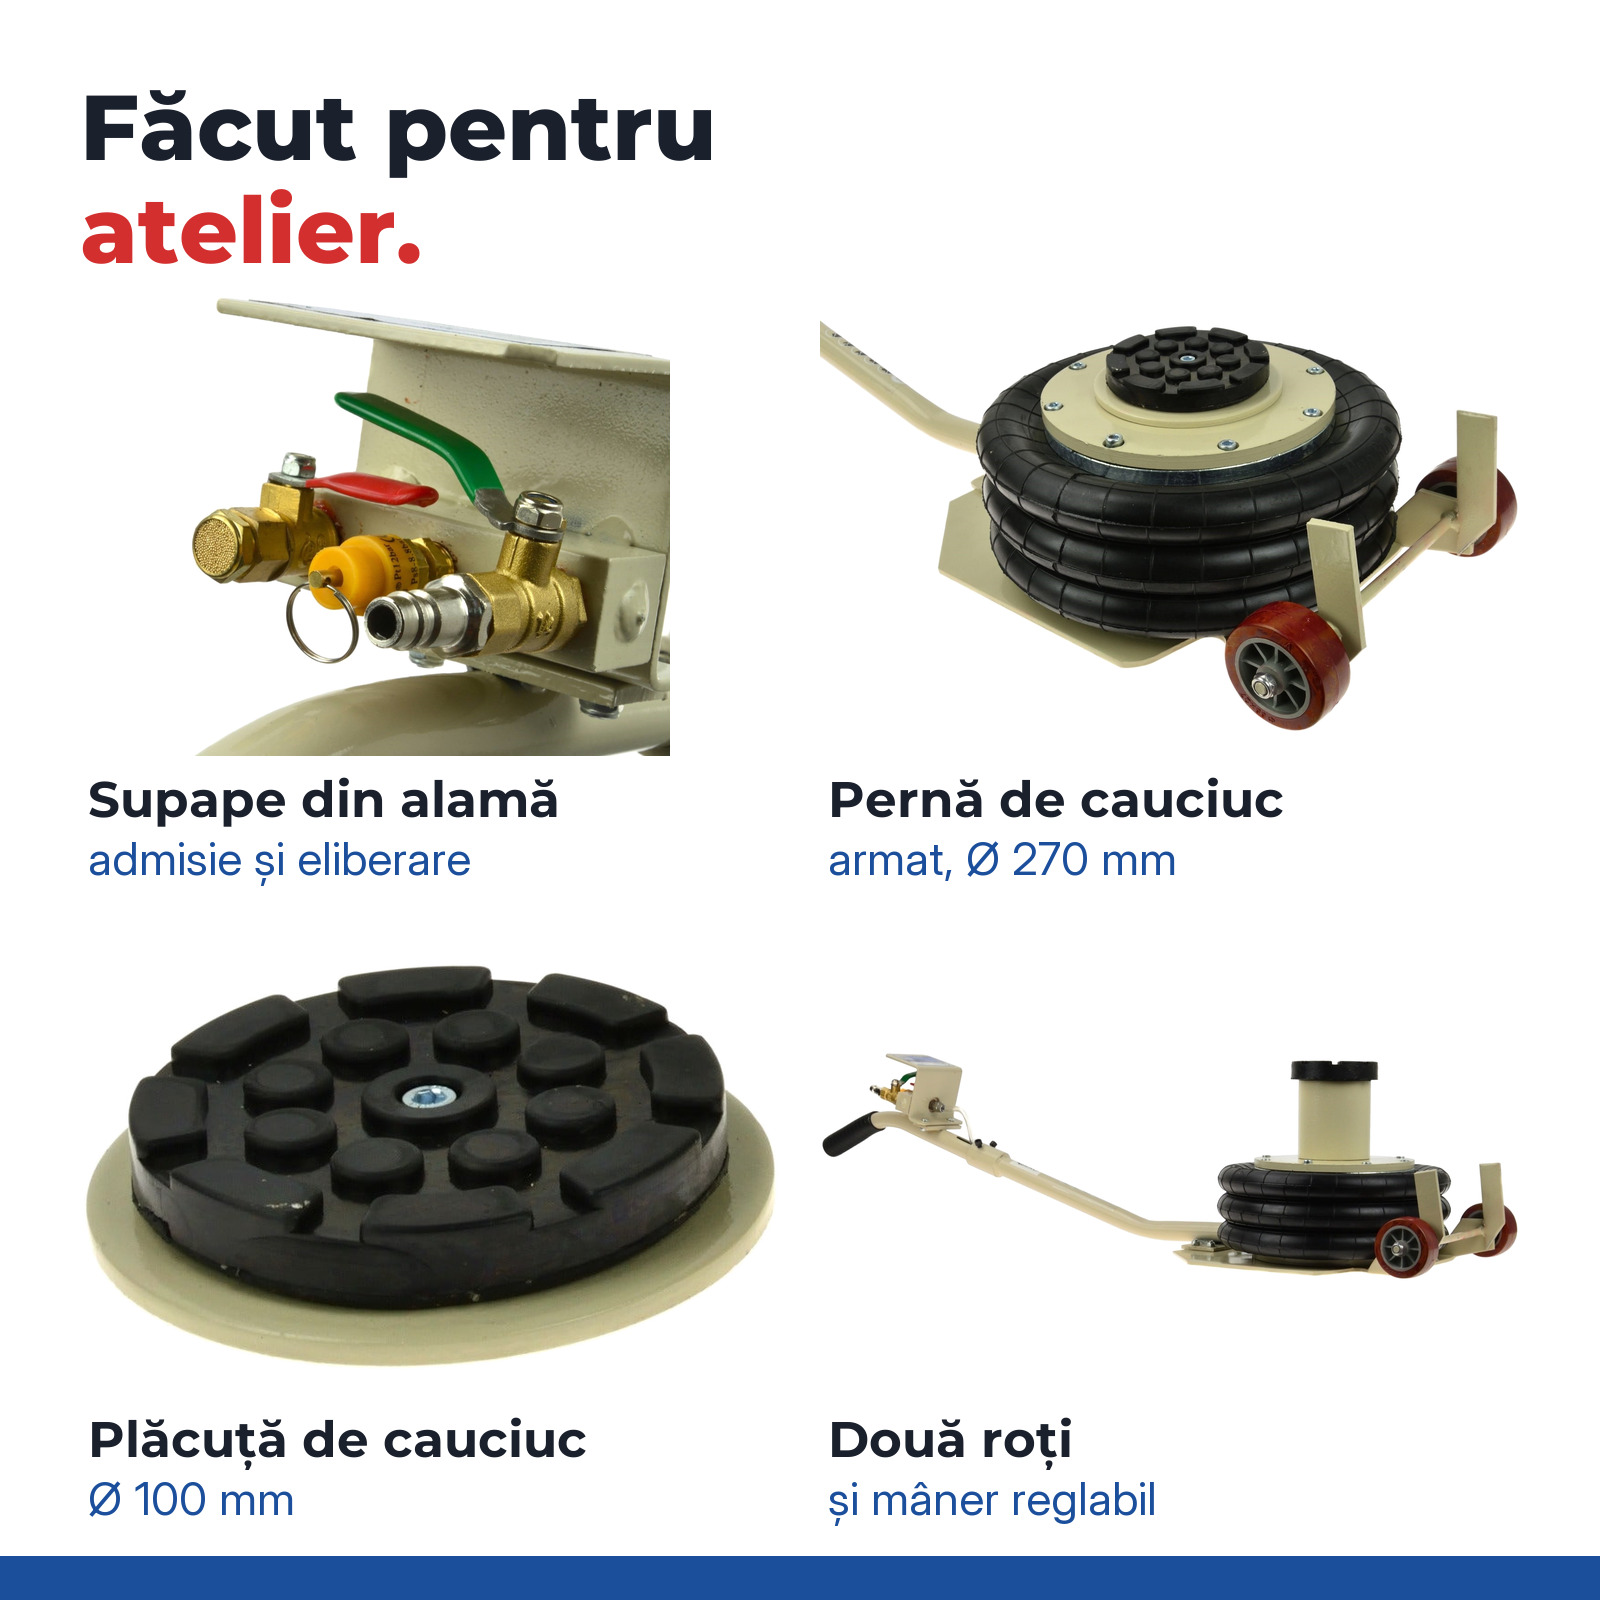 Făcut pentru
atelier.
Supape din alamă
admisie și eliberare
Pernă de cauciuc
armat, Ø 270 mm
Plăcuță de cauciuc
Ø 100 mm
Două roți
și mâner reglabil